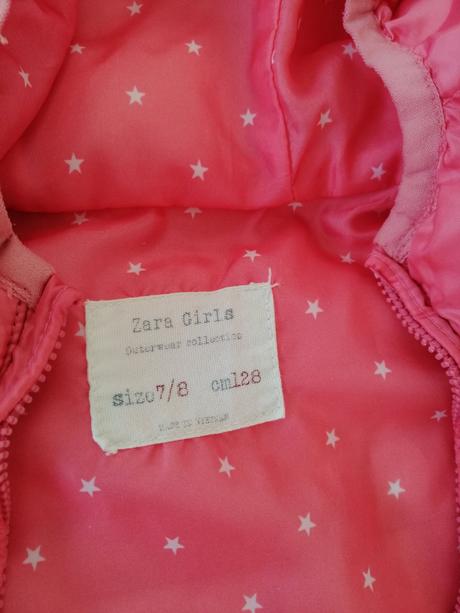 Zara Girls
Outerwear collection
size7/8 cm128
MADE IN VIETNAM